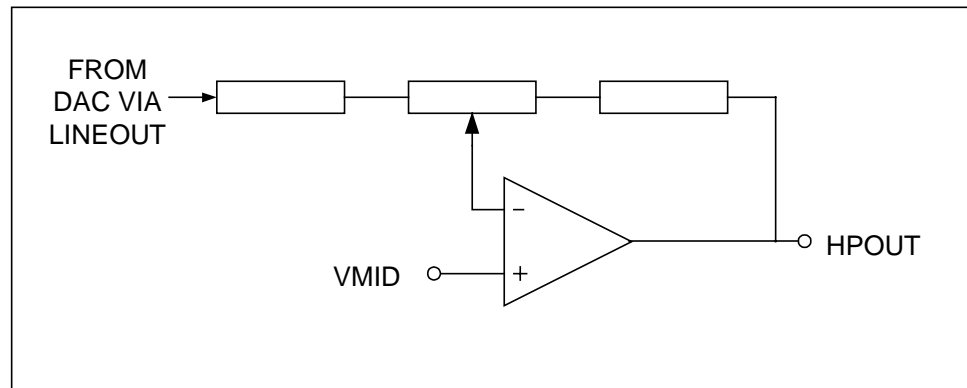 FROM
DAC VIA
LINEOUT
−
VMID
+
HPOUT